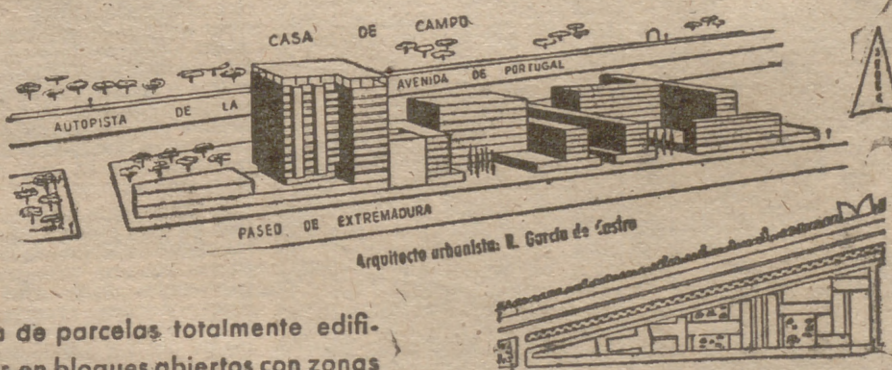 CASA DE CAMPO
AUTOPISTA DE LA AVENIDA DE PORTUGAL
PASEO DE EXTREMADURA
Arquitecto urbanista: R. García de Castro
de parcelas totalmente edifi-
en bloques abiertos con zonas